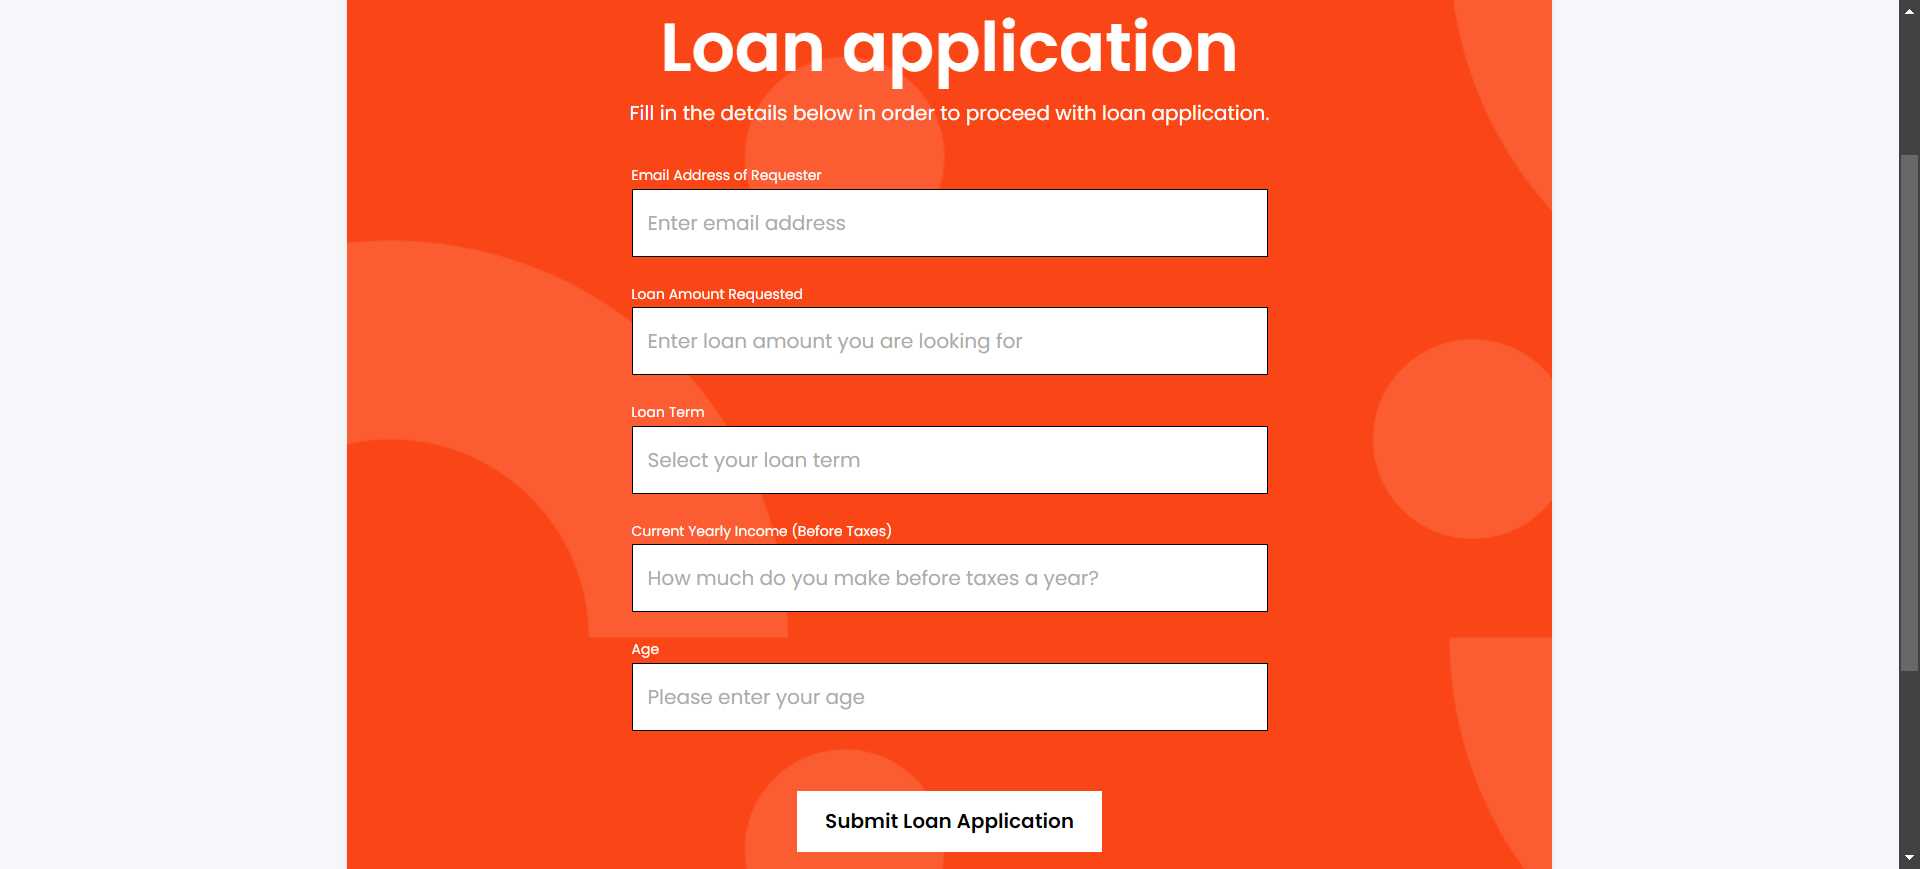 Loan application
Fill in the details below in order to proceed with loan application.
Email Address of Requester
Enter email address
Loan Amount Requested
Enter loan amount you are looking for
Loan Term
Select your loan term
Current Yearly Income (Before Taxes)
How much do you make before taxes a year?
Age
Please enter your age
Submit Loan Application